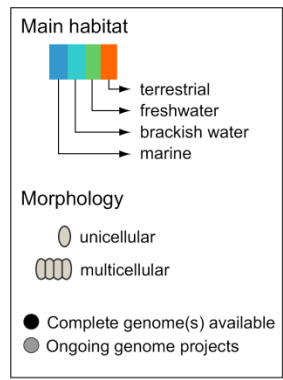 Main habitat
terrestrial
freshwater
brackish water
marine
Morphology
unicellular
multicellular
Complete genome(s) available
Ongoing genome projects